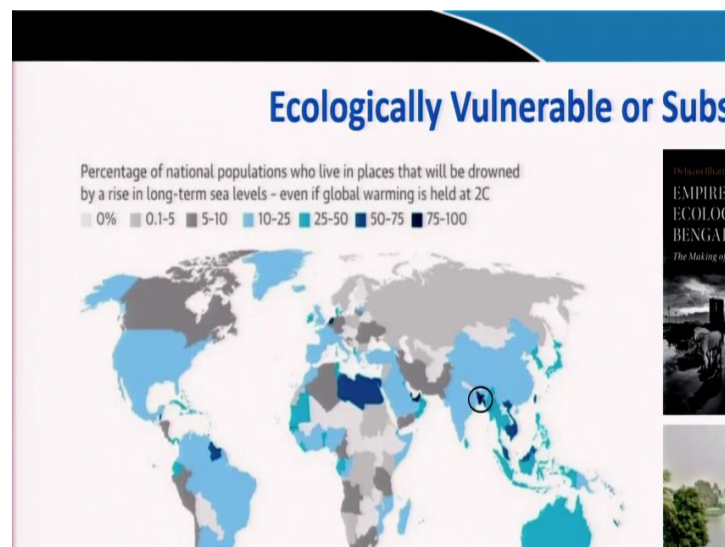 Ecologically Vulnerable or Subs
Percentage of national populations who live in places that will be drowned
by a rise in long-term sea levels - even if global warming is held at 2C
0% 0.1-5 5-10 10-25 25-50 50-75 75-100
Debjani Bhatt
EMPIRE
ECOLOG
BENGAL
The Making of